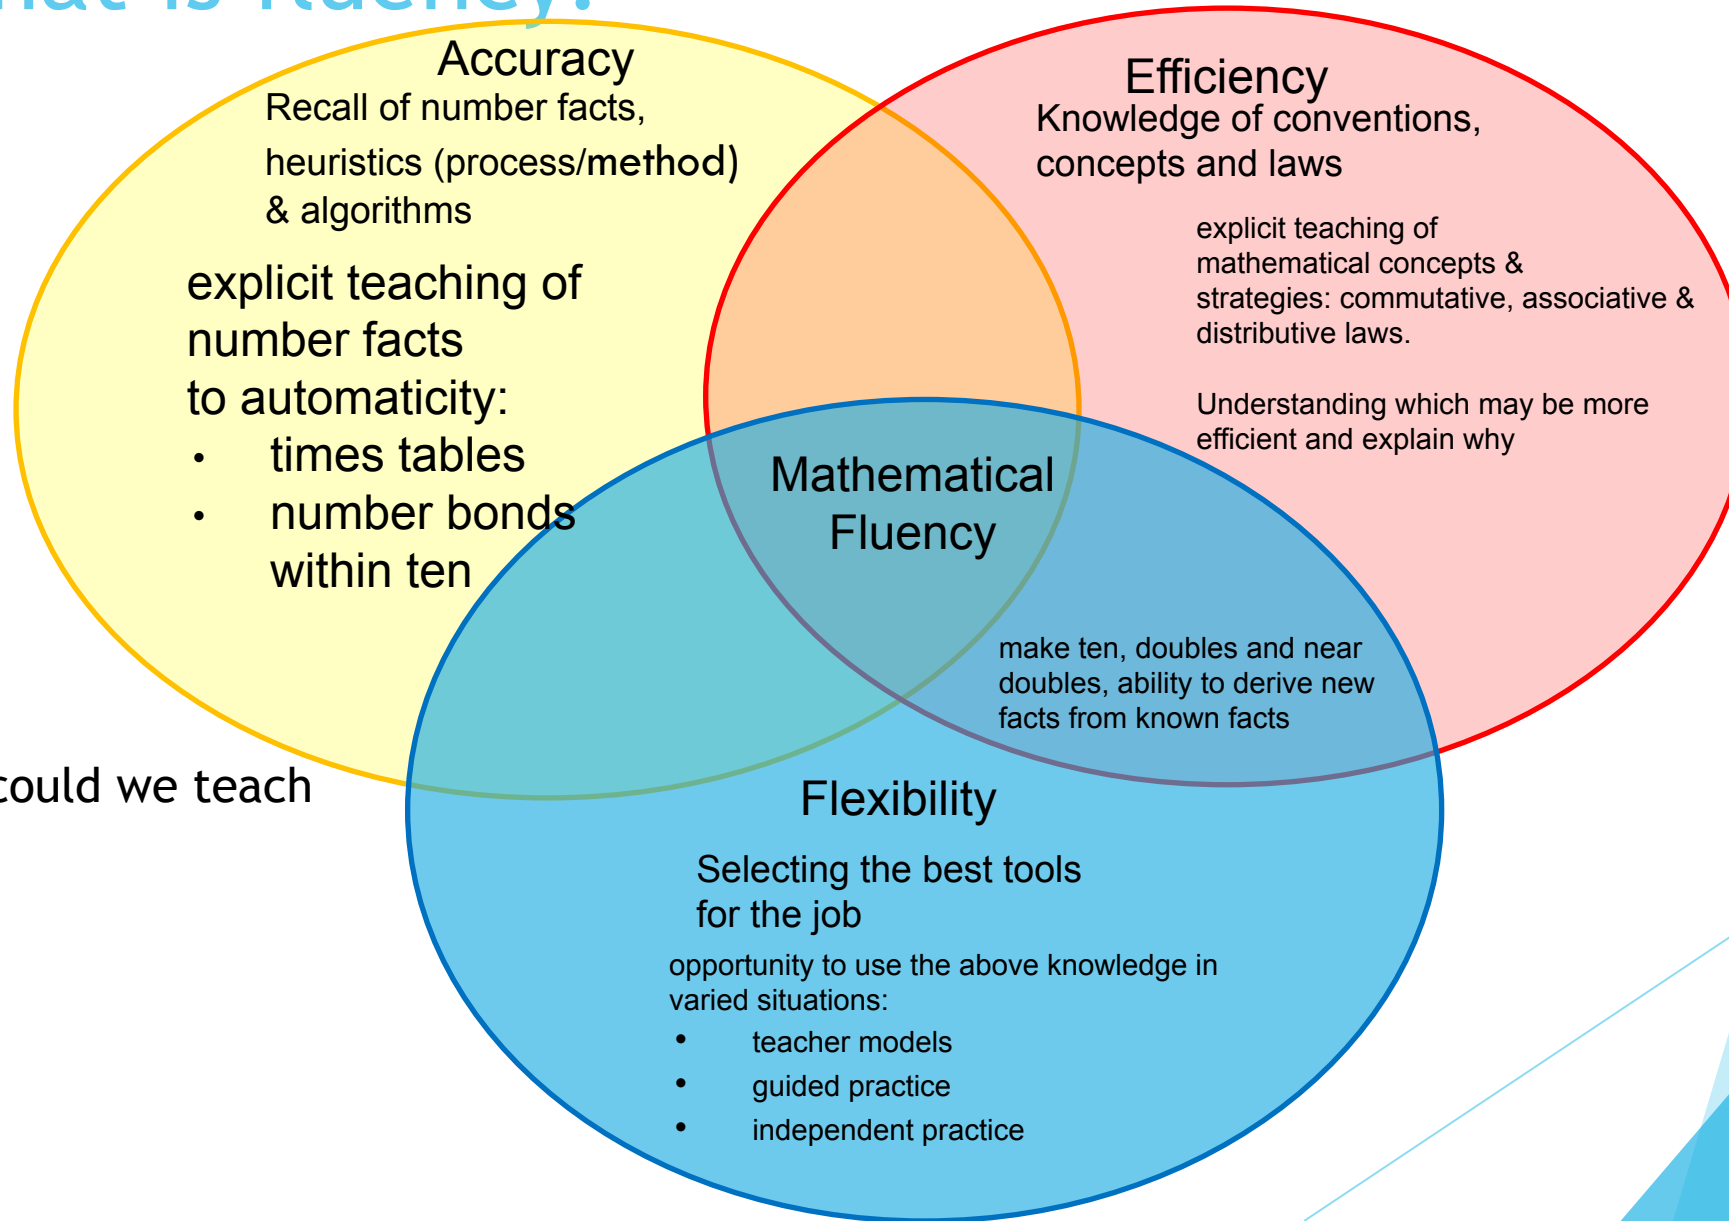 is fluency?
Accuracy
Recall of number facts,
heuristics (process/method)
& algorithms
explicit teaching of
number facts
to automaticity:
• times tables
• number bonds
within ten
Efficiency
Knowledge of conventions,
concepts and laws
explicit teaching of
mathematical concepts &
strategies: commutative, associative &
distributive laws.
Understanding which may be more
efficient and explain why
Mathematical
Fluency
make ten, doubles and near
doubles, ability to derive new
facts from known facts
could we teach
Flexibility
Selecting the best tools
for the job
opportunity to use the above knowledge in
varied situations:
• teacher models
• guided practice
• independent practice